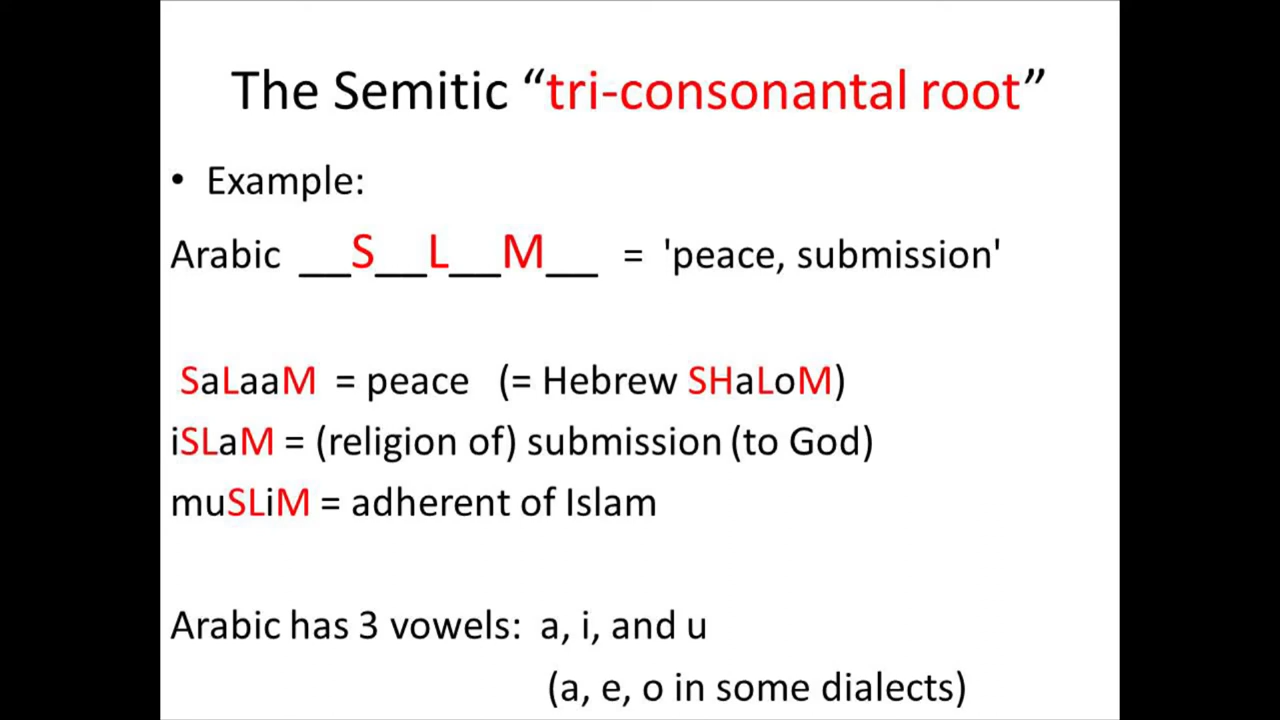 The Semitic “tri-consonantal root”
• Example:
Arabic __S__L__M__ = 'peace, submission'
SaLaaM = peace (= Hebrew SHaLoM)
iSLaM = (religion of) submission (to God)
muSLiM = adherent of Islam
Arabic has 3 vowels: a, i, and u
(a, e, o in some dialects)